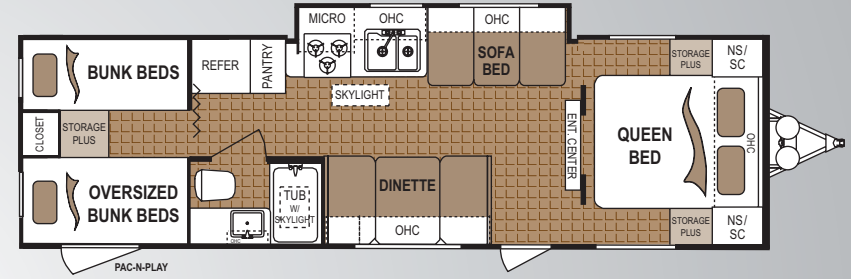 MICRO
OHC
OHC
BUNK BEDS
REFER
PANTRY
SOFA
BED
STORAGE
PLUS
NS/
SC
SKYLIGHT
CLOSET
STORAGE
PLUS
ENT. CENTER
QUEEN
BED
OHC
OVERSIZED
BUNK BEDS
TUB
W/
SKYLIGHT
DINETTE
OHC
OHC
STORAGE
PLUS
NS/
SC
PAC-N-PLAY